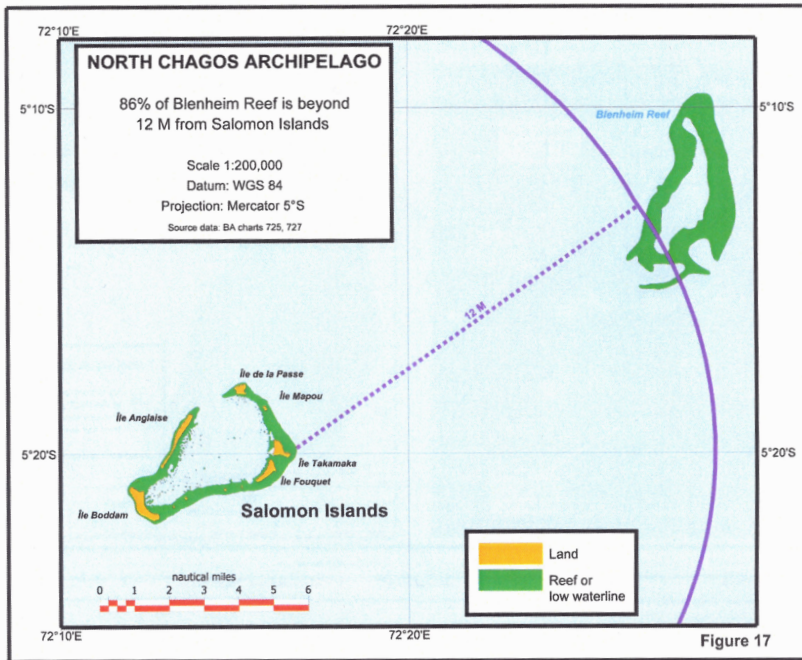 72°10'E
72°20'E
NORTH CHAGOS ARCHIPELAGO
86% of Blenheim Reef is beyond
12 M from Salomon Islands
Scale 1:200,000
Datum: WGS 84
Projection: Mercator 5°S
Source data: BA charts 725, 727
5°10'S
5°10'S
Blenheim Reef
12 M
Île de la Passe
Île Mapou
Île Anglaise
5°20'S
5°20'S
Île Takamaka
Île Fouquet
Île Boddam
Salomon Islands
nautical miles
0 1 2 3 4 5 6
Land
Reef or
low waterline
72°10'E
72°20'E
Figure 17